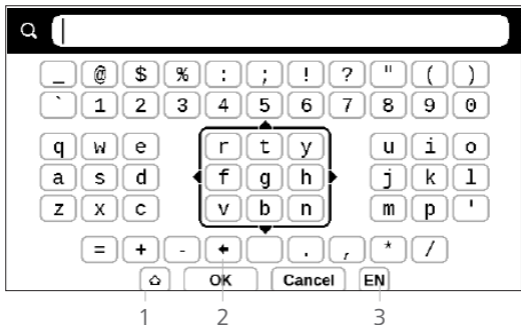 _ @ $ % : ; ! ? " ( )
` 1 2 3 4 5 6 7 8 9 0
q w e r t y u i o
a s d f g h j k l
z x c v b n m p '
= + - . , * /
OK Cancel EN
1 2 3